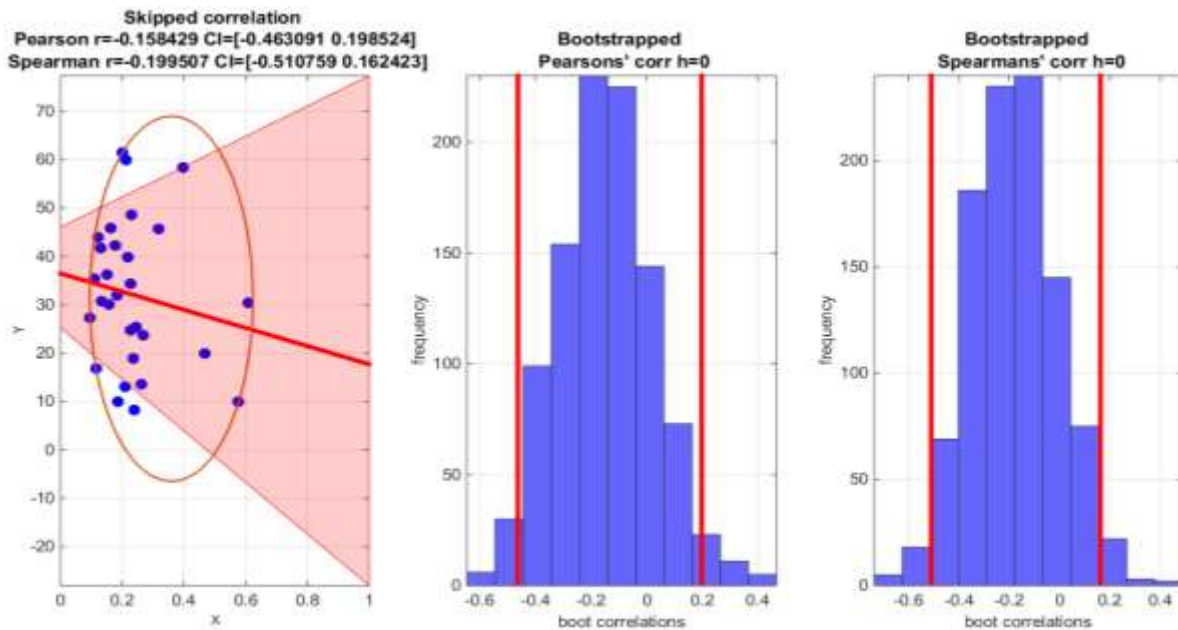 Skipped correlation
Pearson r=-0.158429 CI=[-0.463091 0.198524]
Spearman r=-0.199507 CI=[-0.510759 0.162423]
70
60
50
40
30
20
10
0
-10
-20
Y
0 0.2 0.4 0.6 0.8 1
X
Bootstrapped
Pearsons' corr h=0
200
150
100
50
0
frequency
-0.6 -0.4 -0.2 0 0.2 0.4
boot correlations
Bootstrapped
Spearmans' corr h=0
200
150
100
50
0
frequency
-0.6 -0.4 -0.2 0 0.2 0.4
boot correlations